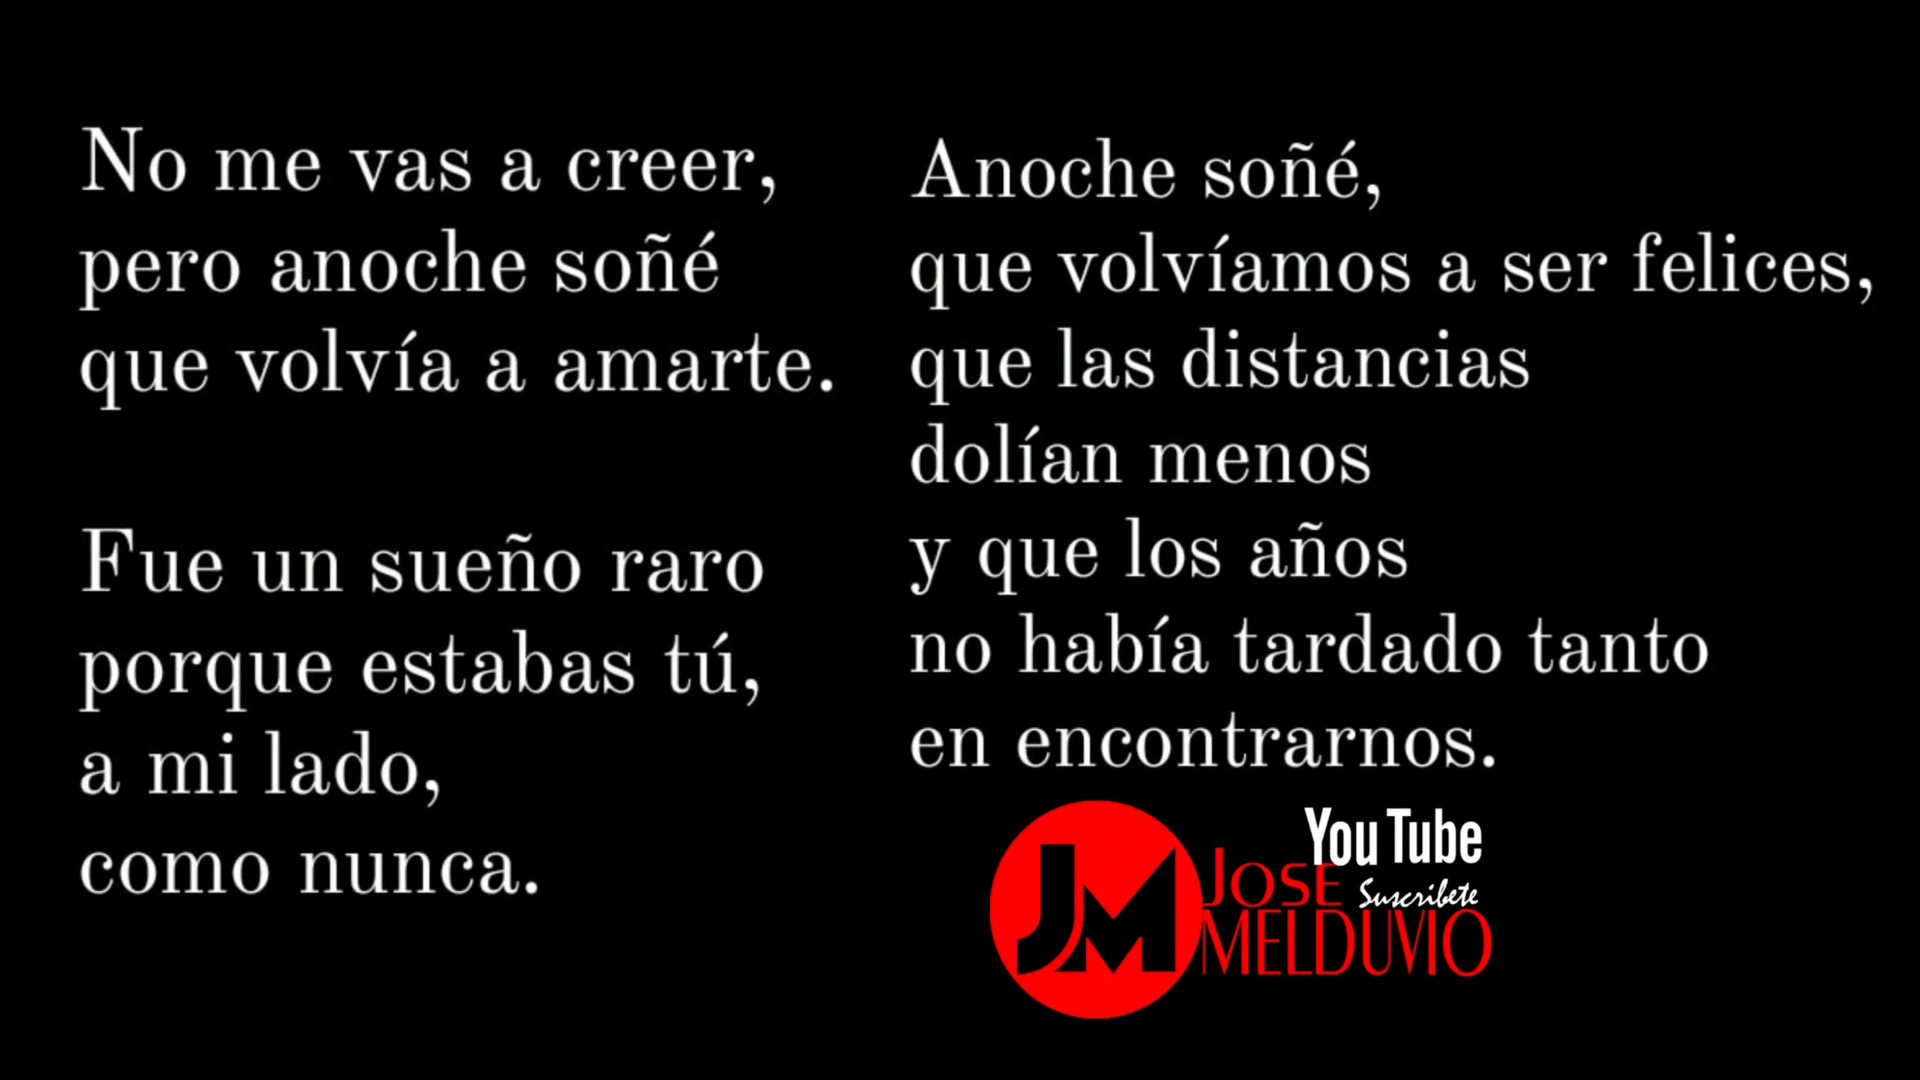 No me vas a creer,
pero anoche soñé
que volvía a amarte.
Fue un sueño raro
porque estabas tú,
a mi lado,
como nunca.
Anoche soñé,
que volvíamos a ser felices,
que las distancias
dolían menos
y que los años
no había tardado tanto
en encontrarnos.
JM
YouTube
JOSE Suscribete
MELDUVIO